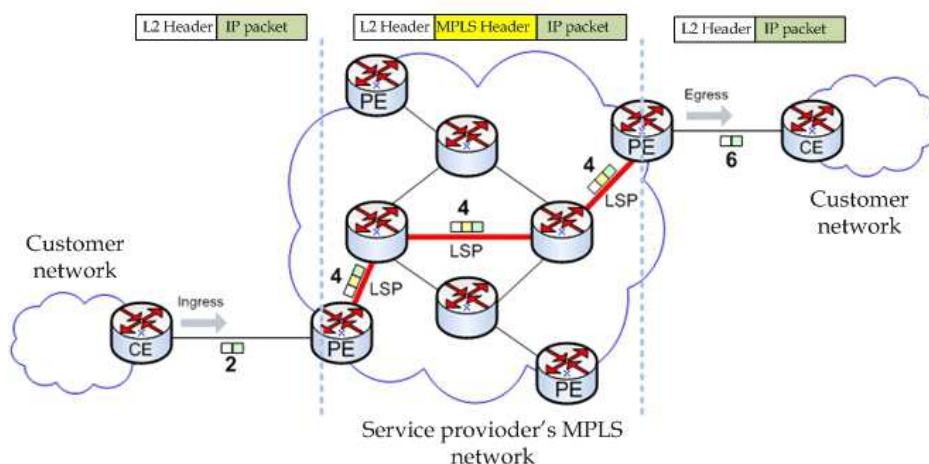 L2 Header IP packet
L2 Header MPLS Header IP packet
L2 Header IP packet
PE
Egress
PE
CE
6
4
LSP
Customer
network
4
LSP
Customer
network
4
LSP
Ingress
CE
PE
2
PE
Service provioder's MPLS
network